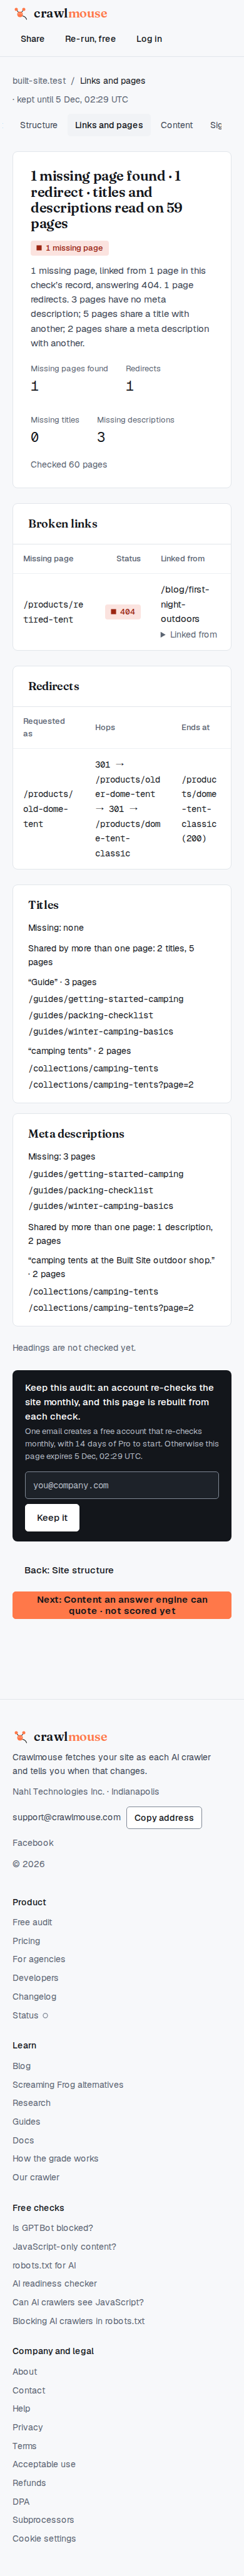 crawlmouse
Share Re-run, free Log in
built-site.test / Links and pages
· kept until 5 Dec, 02:29 UTC
Structure Links and pages Content
1 missing page found · 1
redirect · titles and
descriptions read on 59
pages
1 missing page
1 missing page, linked from 1 page in this
check's record, answering 404. 1 page
redirects. 3 pages have no meta
description; 5 pages share a title with
another; 2 pages share a meta description
with another.
Missing pages found Redirects
1 1
Missing titles Missing descriptions
0 3
Checked 60 pages
Broken links
Missing page Status Linked from
/products/re
tired-tent
404
/blog/first-
night-
outdoors
Linked from
Redirects
Requested
as
Hops Ends at
/products/
old-dome-
tent
301 →
/products/old
er-dome-tent
→ 301 →
/products/dom
e-tent-
classic
/produc
ts/dome
-tent-
classic
(200)
Titles
Missing: none
Shared by more than one page: 2 titles, 5
pages
“Guide” · 3 pages
/guides/getting-started-camping
/guides/packing-checklist
/guides/winter-camping-basics
“camping tents” · 2 pages
/collections/camping-tents
/collections/camping-tents?page=2
Meta descriptions
Missing: 3 pages
/guides/getting-started-camping
/guides/packing-checklist
/guides/winter-camping-basics
Shared by more than one page: 1 description,
2 pages
“camping tents at the Built Site outdoor shop.”
· 2 pages
/collections/camping-tents
/collections/camping-tents?page=2
Headings are not checked yet.
Keep this audit: an account re-checks the
site monthly, and this page is rebuilt from
each check.
One email creates a free account that re-checks
monthly, with 14 days of Pro to start. Otherwise this
page expires 5 Dec, 02:29 UTC.
you@company.com
Keep it
Back: Site structure
Next: Content an answer engine can
quote · not scored yet
crawlmouse
Crawlmouse fetches your site as each AI crawler
and tells you when that changes.
Nahl Technologies Inc. · Indianapolis
support@crawlmouse.com Copy address
Facebook
© 2026
Product
Free audit
Pricing
For agencies
Developers
Changelog
Status
Learn
Blog
Screaming Frog alternatives
Research
Guides
Docs
How the grade works
Our crawler
Free checks
Is GPTBot blocked?
JavaScript-only content?
robots.txt for AI
AI readiness checker
Can AI crawlers see JavaScript?
Blocking AI crawlers in robots.txt
Company and legal
About
Contact
Help
Privacy
Terms
Acceptable use
Refunds
DPA
Subprocessors
Cookie settings